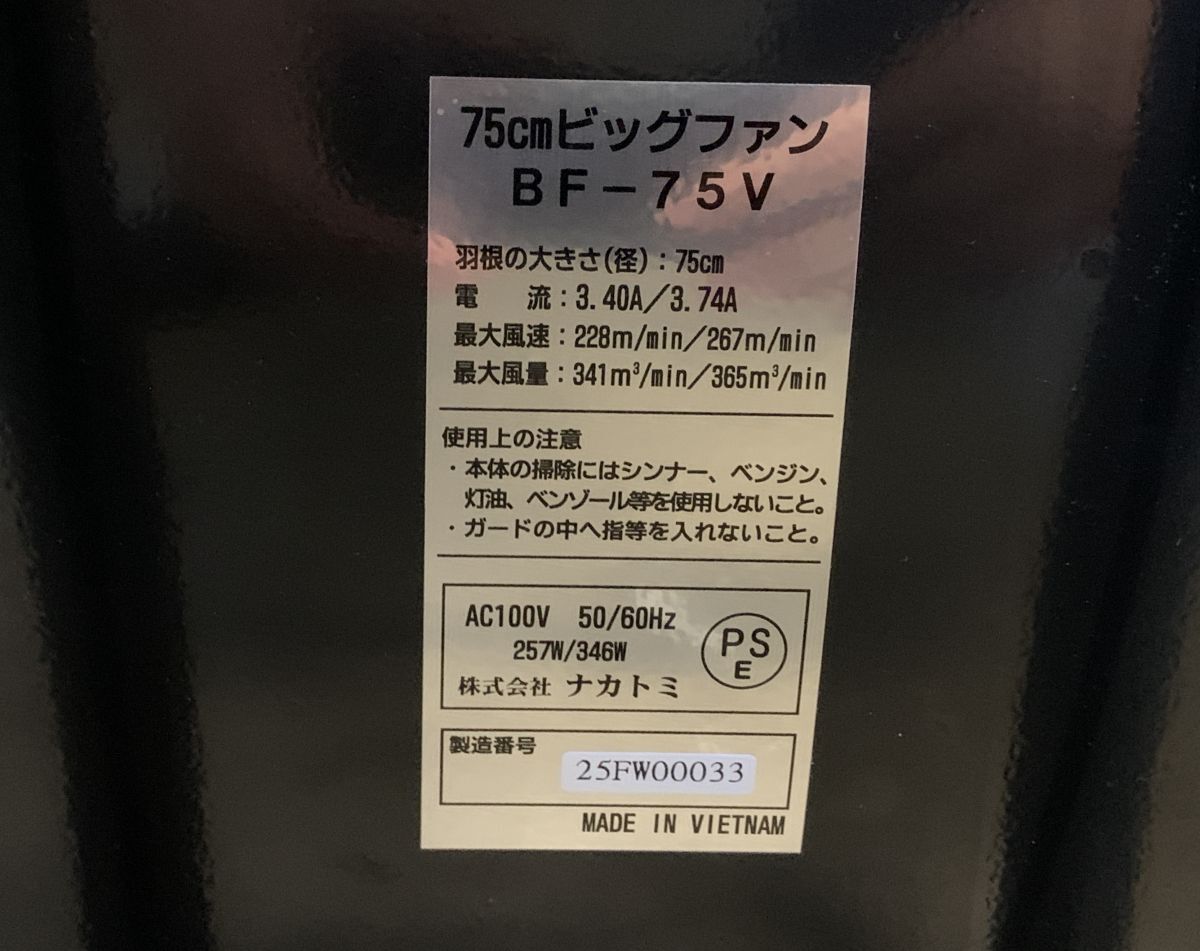 75cmビッグファン
BF-75V
羽根の大きさ(径):75cm
電　流:3.40A/3.74A
最大風速:228m/min/267m/min
最大風量:341m³/min/365m³/min
使用上の注意
・本体の掃除にはシンナー、ベンジン、
灯油、ベンゾール等を使用しないこと。
・ガードの中へ指等を入れないこと。
AC100V 50/60Hz
257W/346W
PS
E
株式会社 ナカトミ
製造番号
25FW00033
MADE IN VIETNAM